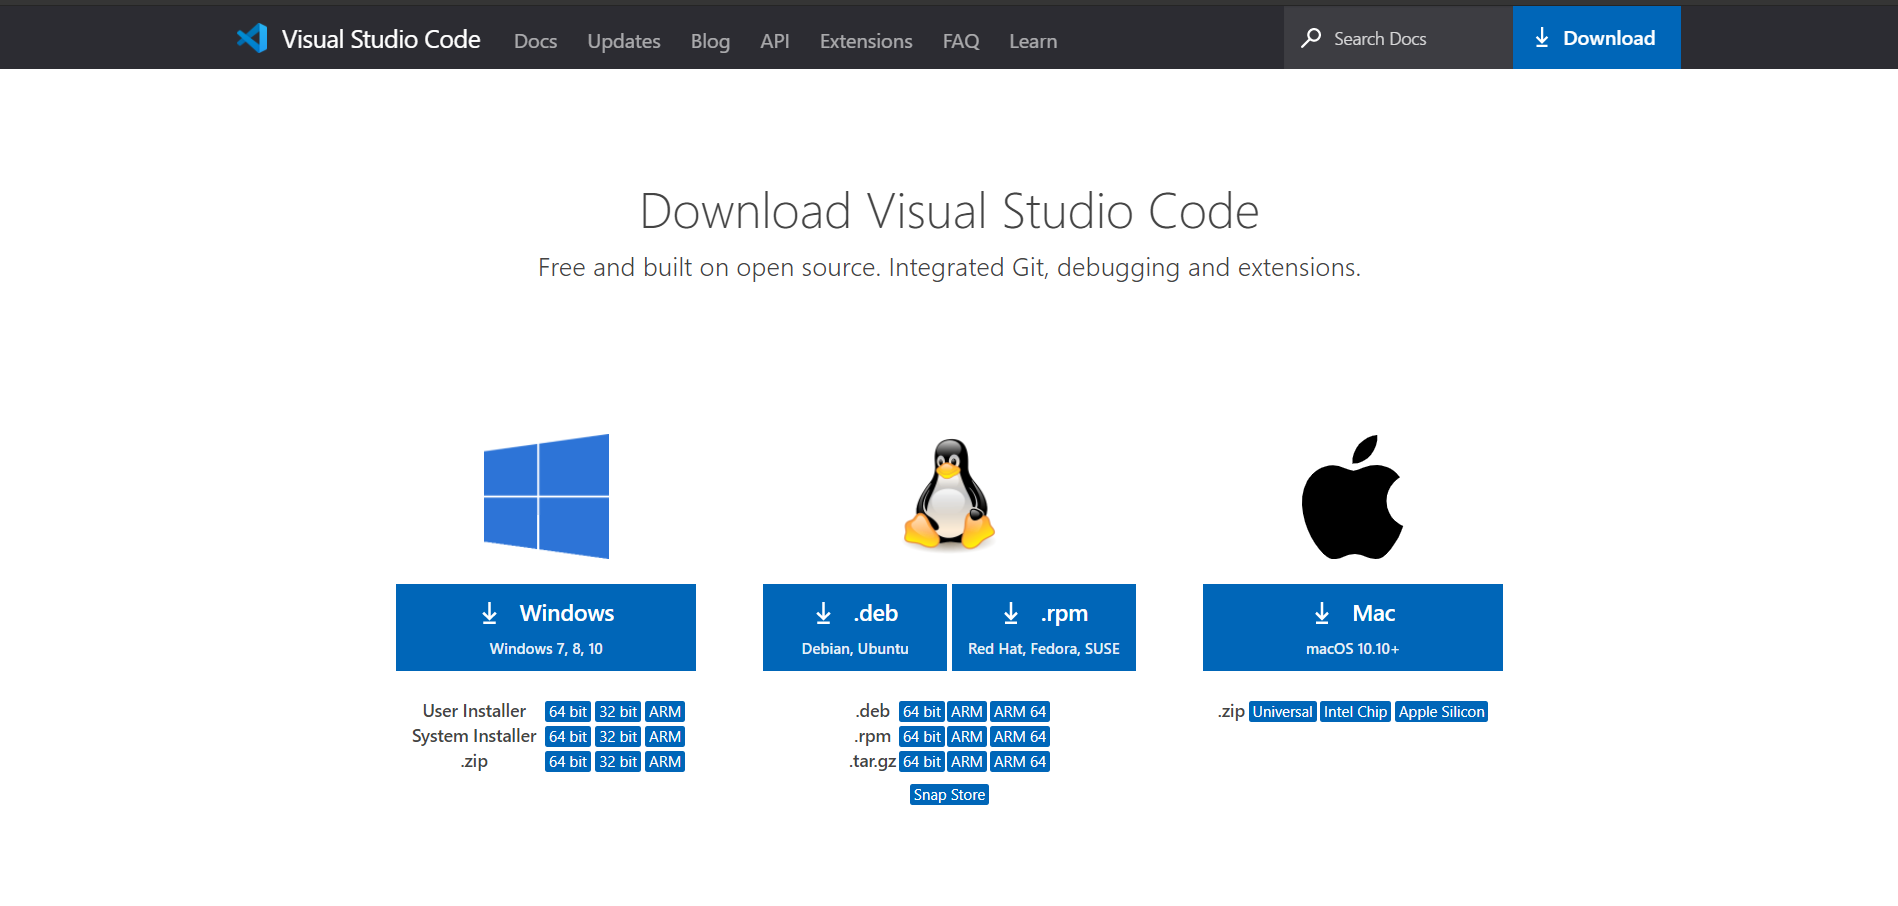 Visual Studio Code Docs Updates Blog API Extensions FAQ Learn Search Docs Download
Download Visual Studio Code
Free and built on open source. Integrated Git, debugging and extensions.
Windows
Windows 7, 8, 10
User Installer 64 bit 32 bit ARM
System Installer 64 bit 32 bit ARM
.zip 64 bit 32 bit ARM
.deb
Debian, Ubuntu
.rpm
Red Hat, Fedora, SUSE
.deb 64 bit ARM ARM 64
.rpm 64 bit ARM ARM 64
.tar.gz 64 bit ARM ARM 64
Snap Store
Mac
macOS 10.10+
.zip Universal Intel Chip Apple Silicon